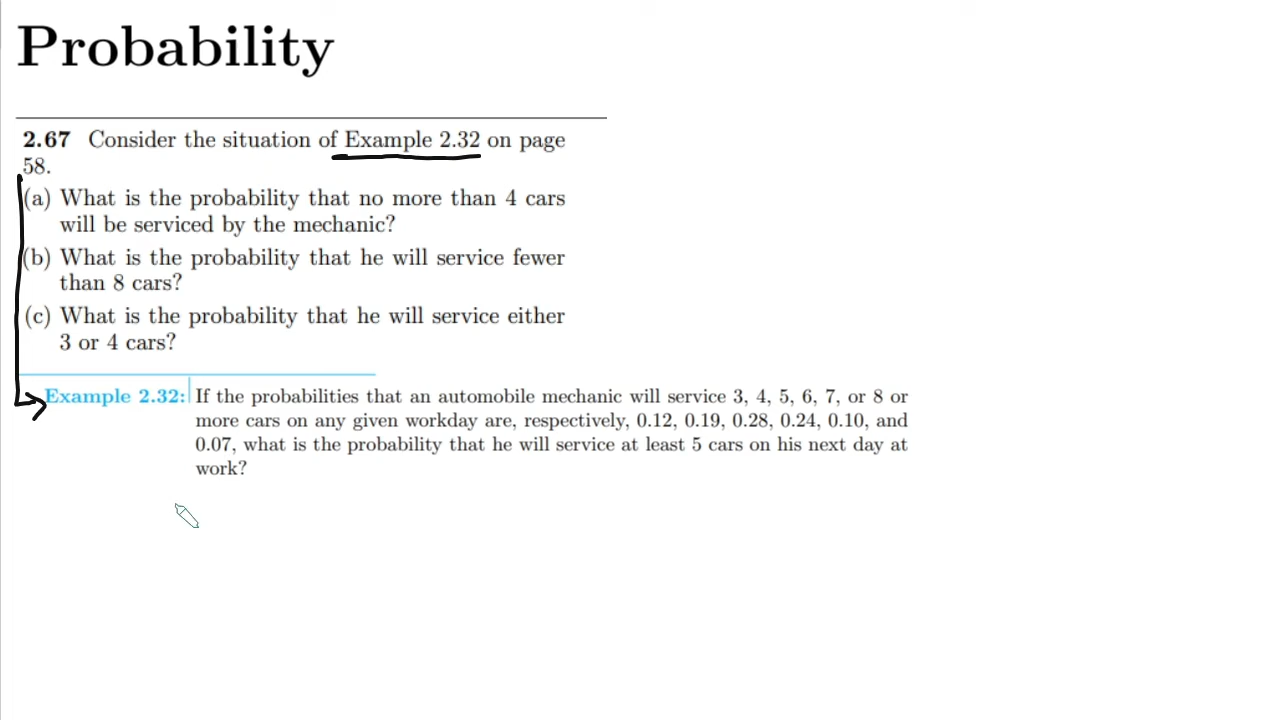 Probability
2.67 Consider the situation of Example 2.32 on page
58.
(a) What is the probability that no more than 4 cars
will be serviced by the mechanic?
(b) What is the probability that he will service fewer
than 8 cars?
(c) What is the probability that he will service either
3 or 4 cars?
Example 2.32: If the probabilities that an automobile mechanic will service 3, 4, 5, 6, 7, or 8 or
more cars on any given workday are, respectively, 0.12, 0.19, 0.28, 0.24, 0.10, and
0.07, what is the probability that he will service at least 5 cars on his next day at
work?